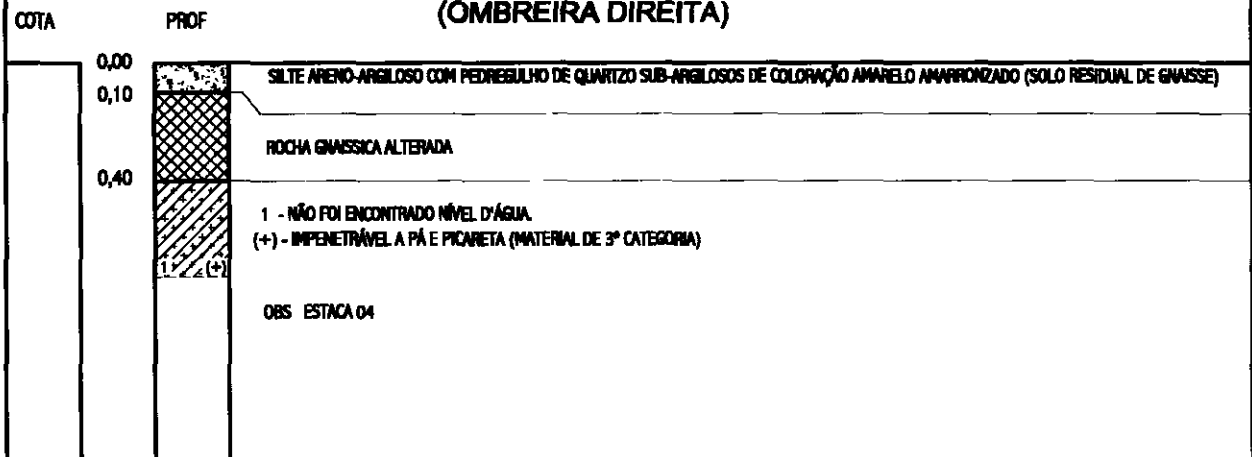 (OMBREIRA DIREITA)
COTA PROF
0,00
SILTE ARENO-ARGILOSO COM PEDREGULHO DE QUARTZO SUB-ARGILOSOS DE COLORAÇÃO AMARELO AMARRONZADO (SOLO RESIDUAL DE GNAISSE)
0,10
ROCHA GNAISSICA ALTERADA
0,40
1 - NÃO FOI ENCONTRADO NÍVEL D'ÁGUA.
(+) - IMPENETRÁVEL A PÁ E PICARETA (MATERIAL DE 3ª CATEGORIA)
1 (+)
OBS ESTACA 04